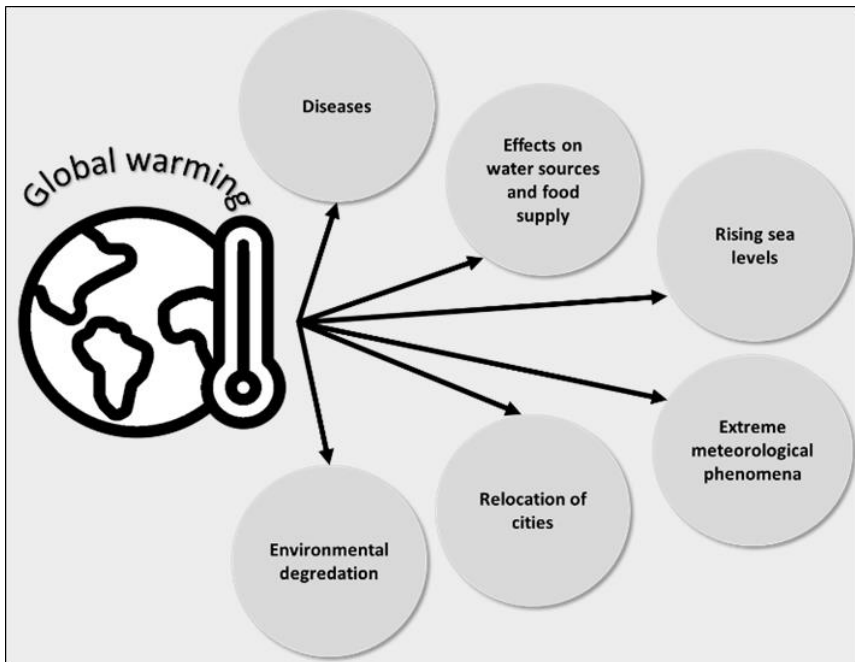 Global warming
Diseases
Effects on
water sources
and food
supply
Rising sea
levels
Extreme
meteorological
phenomena
Relocation of
cities
Environmental
degredation